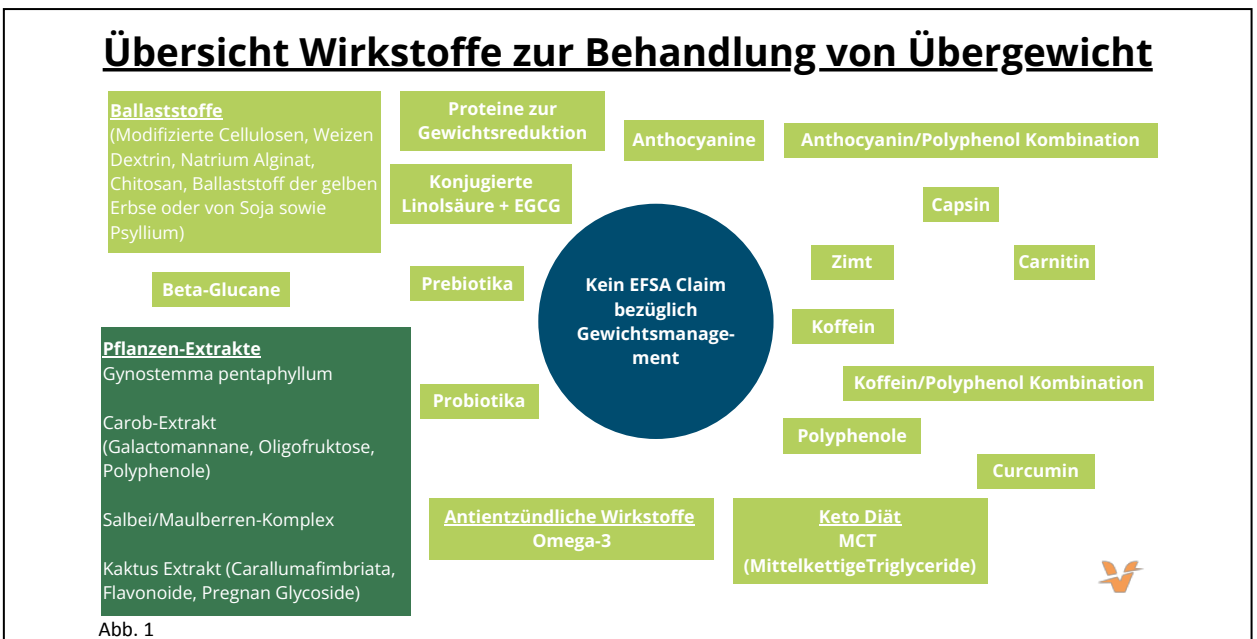 Übersicht Wirkstoffe zur Behandlung von Übergewicht
Ballaststoffe
(Modifizierte Cellulosen, Weizen
Dextrin, Natrium Alginat,
Chitosan, Ballaststoff der gelben
Erbse oder von Soja sowie
Psyllium)
Proteine zur
Gewichtsreduktion
Anthocyanine
Anthocyanin/Polyphenol Kombination
Konjugierte
Linolsäure + EGCG
Capsin
Zimt
Carnitin
Beta-Glucane
Prebiotika
Kein EFSA Claim
bezüglich
Gewichtsmanage-
ment
Koffein
Pflanzen-Extrakte
Gynostemma pentaphyllum
Carob-Extrakt
(Galactomannane, Oligofruktose,
Polyphenole)
Salbei/Maulberren-Komplex
Kaktus Extrakt (Carallumafimbriata,
Flavonoide, Pregnan Glycoside)
Probiotika
Koffein/Polyphenol Kombination
Polyphenole
Curcumin
Antientzündliche Wirkstoffe
Omega-3
Keto Diät
MCT
(MittelkettigeTriglyceride)
Abb. 1